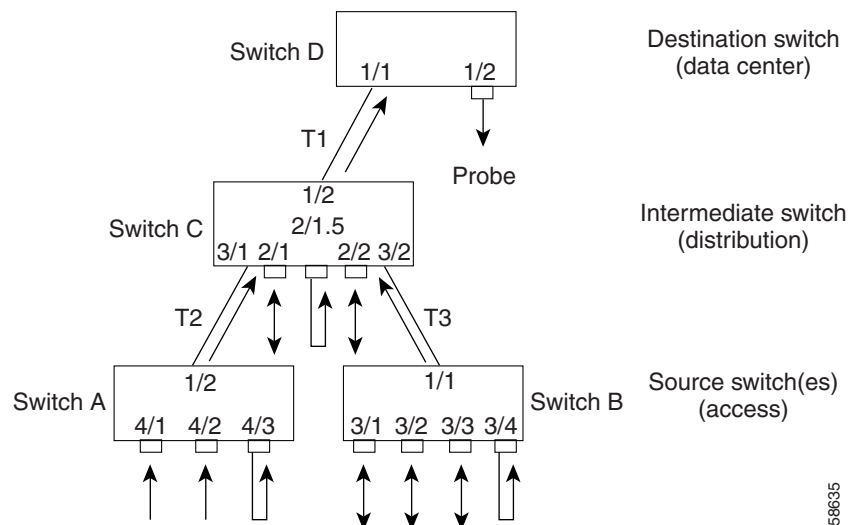 Switch D
1/1
1/2
Destination switch
(data center)
T1
Probe
Switch C
1/2
2/1.5
3/1
2/1
2/2
3/2
Intermediate switch
(distribution)
T2
T3
Switch A
1/2
4/1
4/2
4/3
1/1
3/1
3/2
3/3
3/4
Switch B
Source switch(es)
(access)
58635